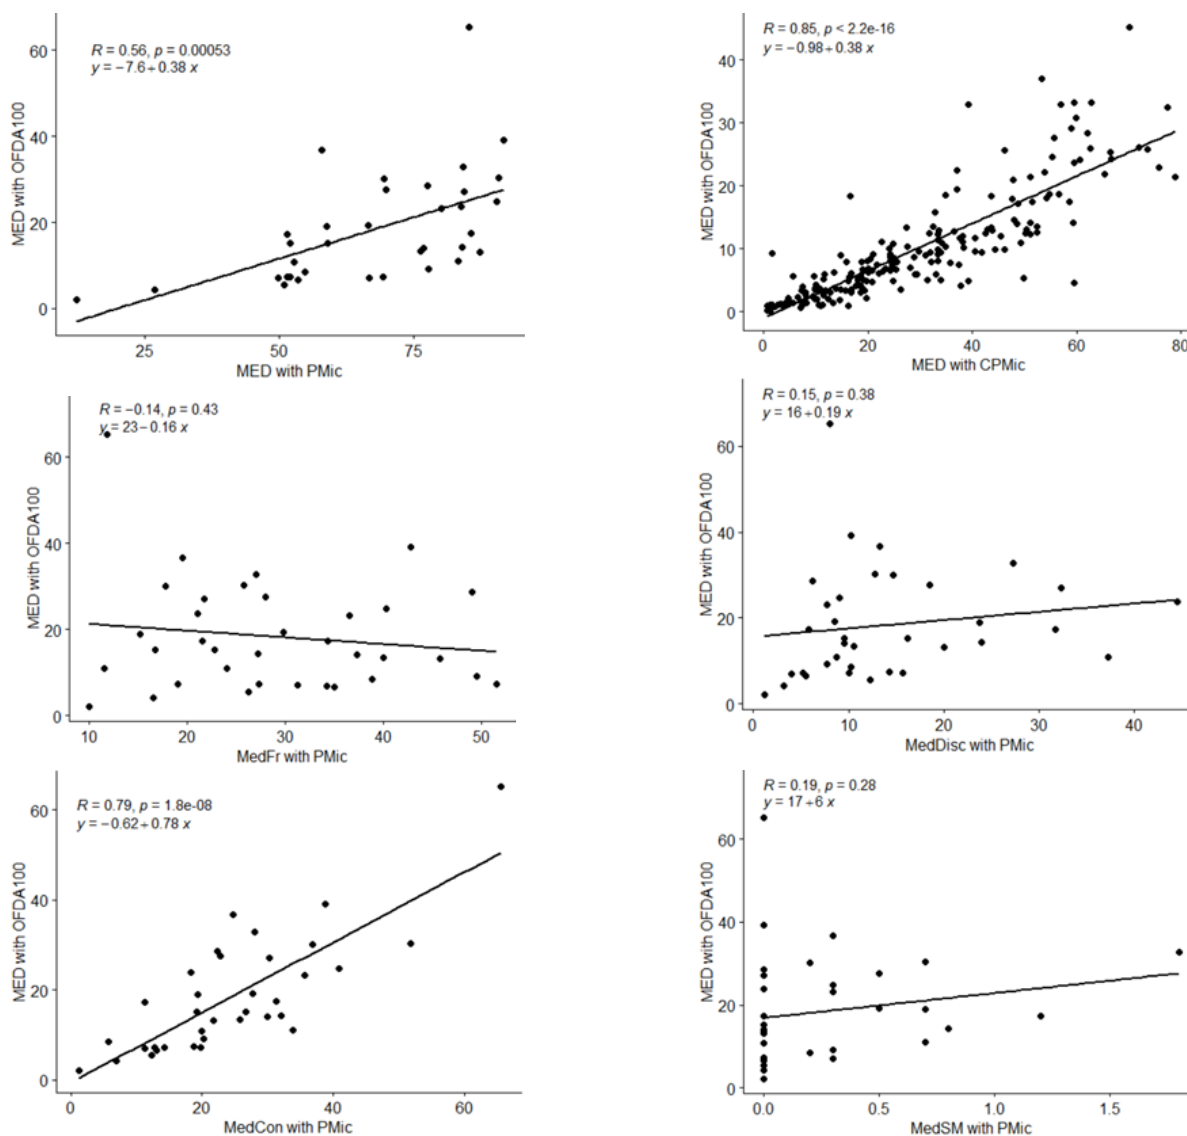 R = 0.56, p = 0.00053
y = −7.6+0.38 x
MED with OFDA100
60
40
20
0
25
50
75
MED with PMic
R = 0.85, p < 2.2e-16
y = −0.98+0.38 x
MED with OFDA100
40
30
20
10
0
0
20
40
60
80
MED with CPMic
R = −0.14, p = 0.43
y = 23−0.16 x
MED with OFDA100
60
40
20
0
10
20
30
40
50
MedFr with PMic
R = 0.15, p = 0.38
y = 16+0.19 x
MED with OFDA100
60
40
20
0
0
10
20
30
40
MedDisc with PMic
R = 0.79, p = 1.8e-08
y = −0.62+0.78 x
MED with OFDA100
60
40
20
0
0
20
40
60
MedCon with PMic
R = 0.19, p = 0.28
y = 17+6 x
MED with OFDA100
60
40
20
0
0.0
0.5
1.0
1.5
MedSM with PMic